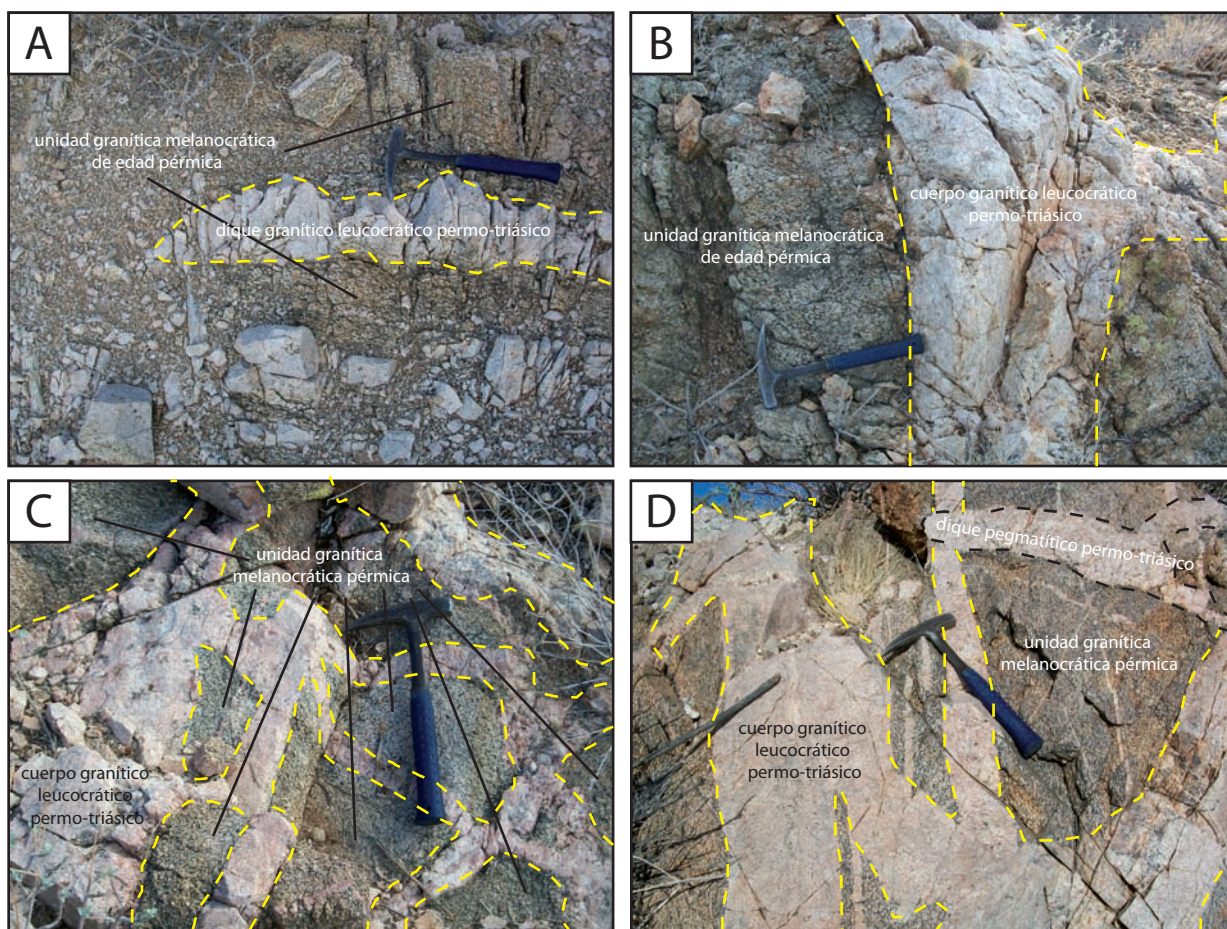 A
unidad granítica melanocrática
de edad pérmica
dique granítico leucocrático permo-triásico
B
cuerpo granítico leucocrático
permo-triásico
unidad granítica melanocrática
de edad pérmica
C
unidad granítica
melanocrática pérmica
cuerpo granítico
leucocrático
permo-triásico
D
dique pegmatítico permo-triásico
unidad granítica
melanocrática pérmica
cuerpo granítico
leucocrático
permo-triásico